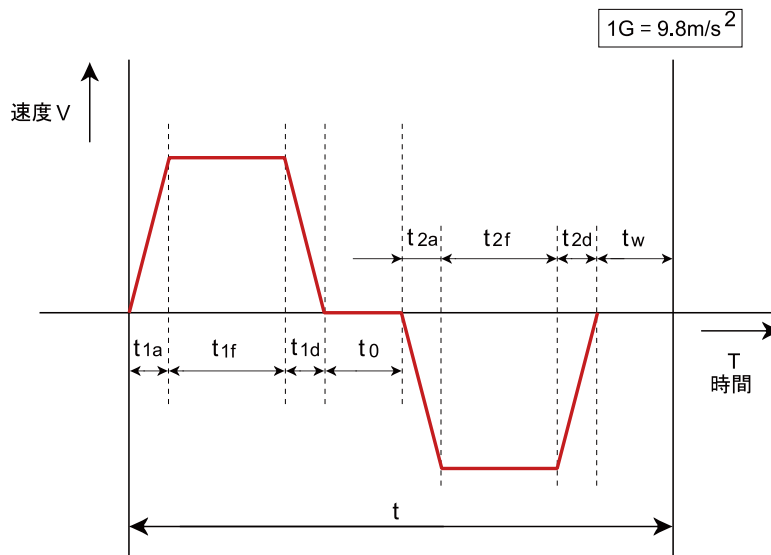 1G = 9.8m/s²
速度 V
t2a t2f t2d tw
t1a t1f t1d t0
T
時間
t